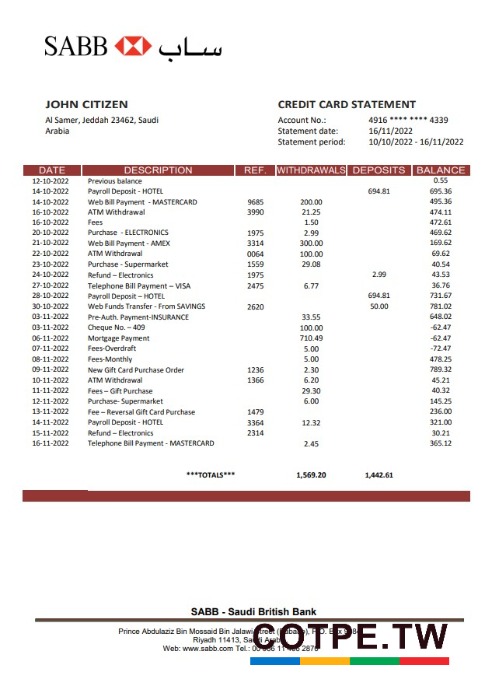 SABB ساب
JOHN CITIZEN
Al Samer, Jeddah 23462, Saudi
Arabia
CREDIT CARD STATEMENT
Account No.: 4916 **** **** 4339
Statement date: 16/11/2022
Statement period: 10/10/2022 - 16/11/2022
DATE DESCRIPTION REF. WITHDRAWALS DEPOSITS BALANCE
12-10-2022 Previous balance 0.55
14-10-2022 Payroll Deposit - HOTEL 694.81 695.36
14-10-2022 Web Bill Payment - MASTERCARD 9685 200.00 495.36
16-10-2022 ATM Withdrawal 3990 21.25 474.11
16-10-2022 Fees 1.50 472.61
20-10-2022 Purchase - ELECTRONICS 1975 2.99 469.62
21-10-2022 Web Bill Payment - AMEX 3314 300.00 169.62
22-10-2022 ATM Withdrawal 0064 100.00 69.62
23-10-2022 Purchase - Supermarket 1559 29.08 40.54
24-10-2022 Refund – Electronics 1975 2.99 43.53
27-10-2022 Telephone Bill Payment – VISA 2475 6.77 36.76
28-10-2022 Payroll Deposit – HOTEL 694.81 731.67
30-10-2022 Web Funds Transfer - From SAVINGS 2620 50.00 781.02
03-11-2022 Pre-Auth. Payment-INSURANCE 33.55 648.02
03-11-2022 Cheque No. – 409 100.00 -62.47
06-11-2022 Mortgage Payment 710.49 -62.47
07-11-2022 Fees-Overdraft 5.00 -72.47
08-11-2022 Fees-Monthly 5.00 478.25
09-11-2022 New Gift Card Purchase Order 1236 2.30 789.32
10-11-2022 ATM Withdrawal 1366 6.20 45.21
11-11-2022 Fees – Gift Purchase 29.30 40.32
12-11-2022 Purchase- Supermarket 6.00 145.25
13-11-2022 Fee – Reversal Gift Card Purchase 1479 236.00
14-11-2022 Payroll Deposit - HOTEL 3364 12.32 321.00
15-11-2022 Refund – Electronics 2314 30.21
16-11-2022 Telephone Bill Payment - MASTERCARD 2.45 365.12
***TOTALS*** 1,569.20 1,442.61
SABB - Saudi British Bank
Prince Abdulaziz Bin Mossaid Bin Jalawi Street P.O. Box
Riyadh 11413, Saudi Arabia
Web: www.sabb.com Tel.:
COTPE.TW